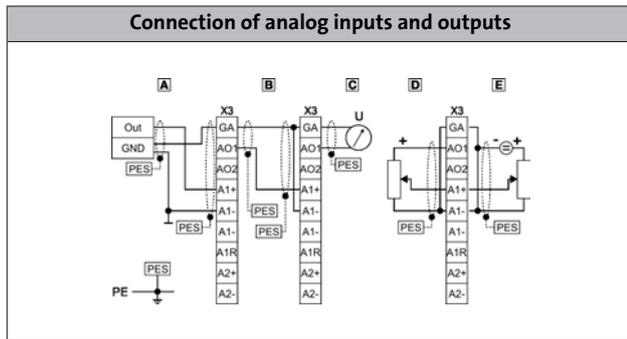 Connection of analog inputs and outputs
A B C D E
X3 X3 U X3
Out GA GA + GA - +
GND AO1 AO1 AO1
PES AO2 PES AO2
A1+ A1+ A1+
PES A1- PES A1- PES A1- PES
A1- PES A1- A1-
A1R A1R A1R
PES A2+ A2+ A2+
PE A2- A2- A2-